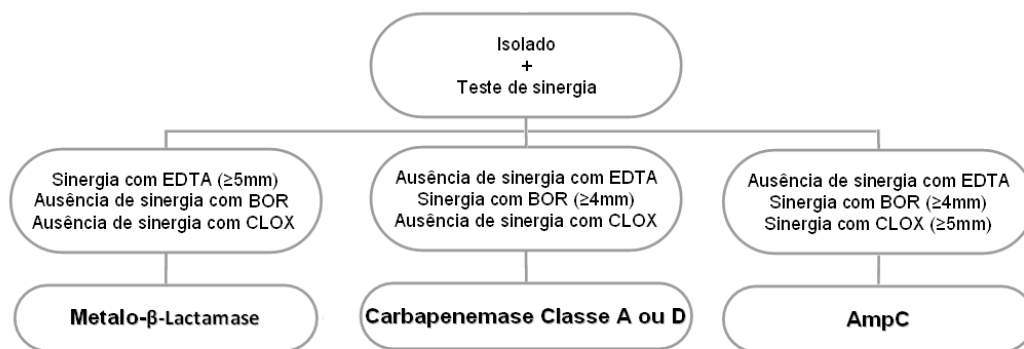 Isolado
+
Teste de sinergia
Sinergia com EDTA (≥5mm)
Ausência de sinergia com BOR
Ausência de sinergia com CLOX
Ausência de sinergia com EDTA
Sinergia com BOR (≥4mm)
Ausência de sinergia com CLOX
Ausência de sinergia com EDTA
Sinergia com BOR (≥4mm)
Sinergia com CLOX (≥5mm)
Metalo-β-Lactamase
Carbapenemase Classe A ou D
AmpC